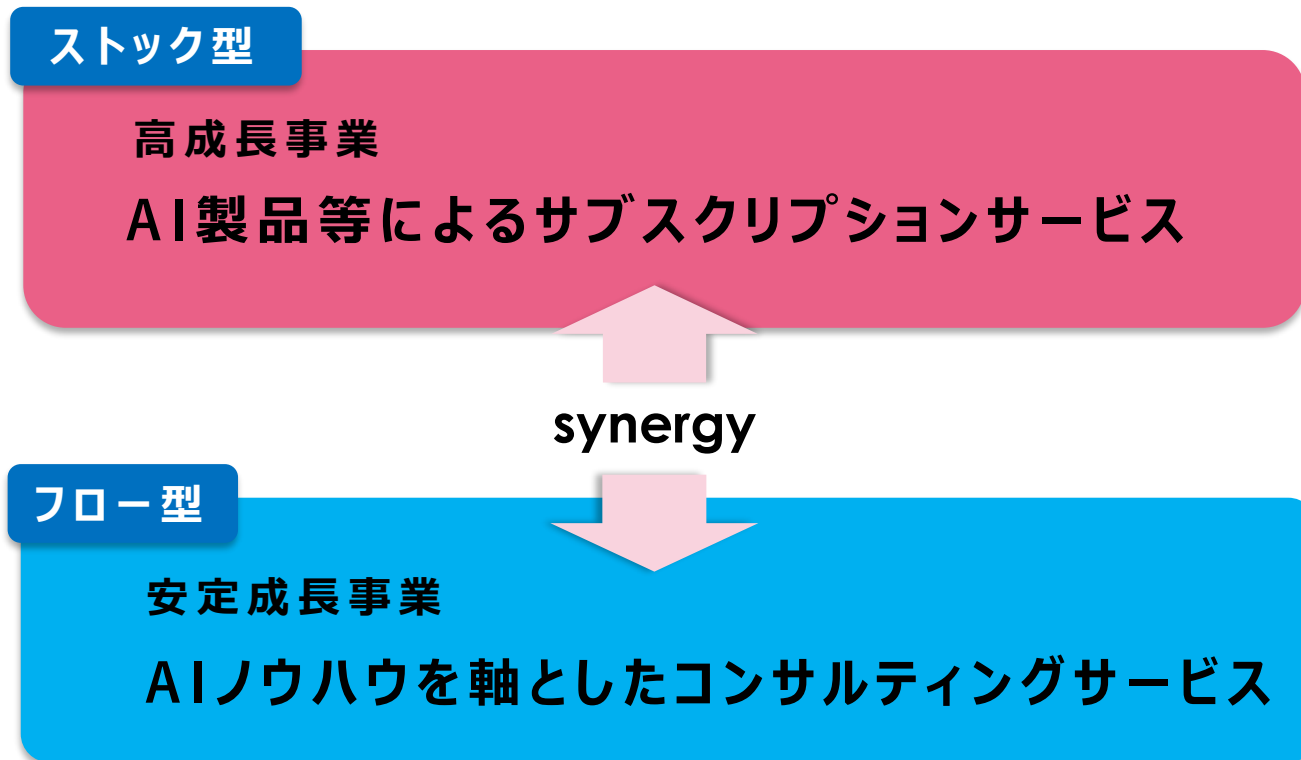 ストック型
高成長事業
AI製品等によるサブスクリプションサービス
synergy
フロー型
安定成長事業
AIノウハウを軸としたコンサルティングサービス